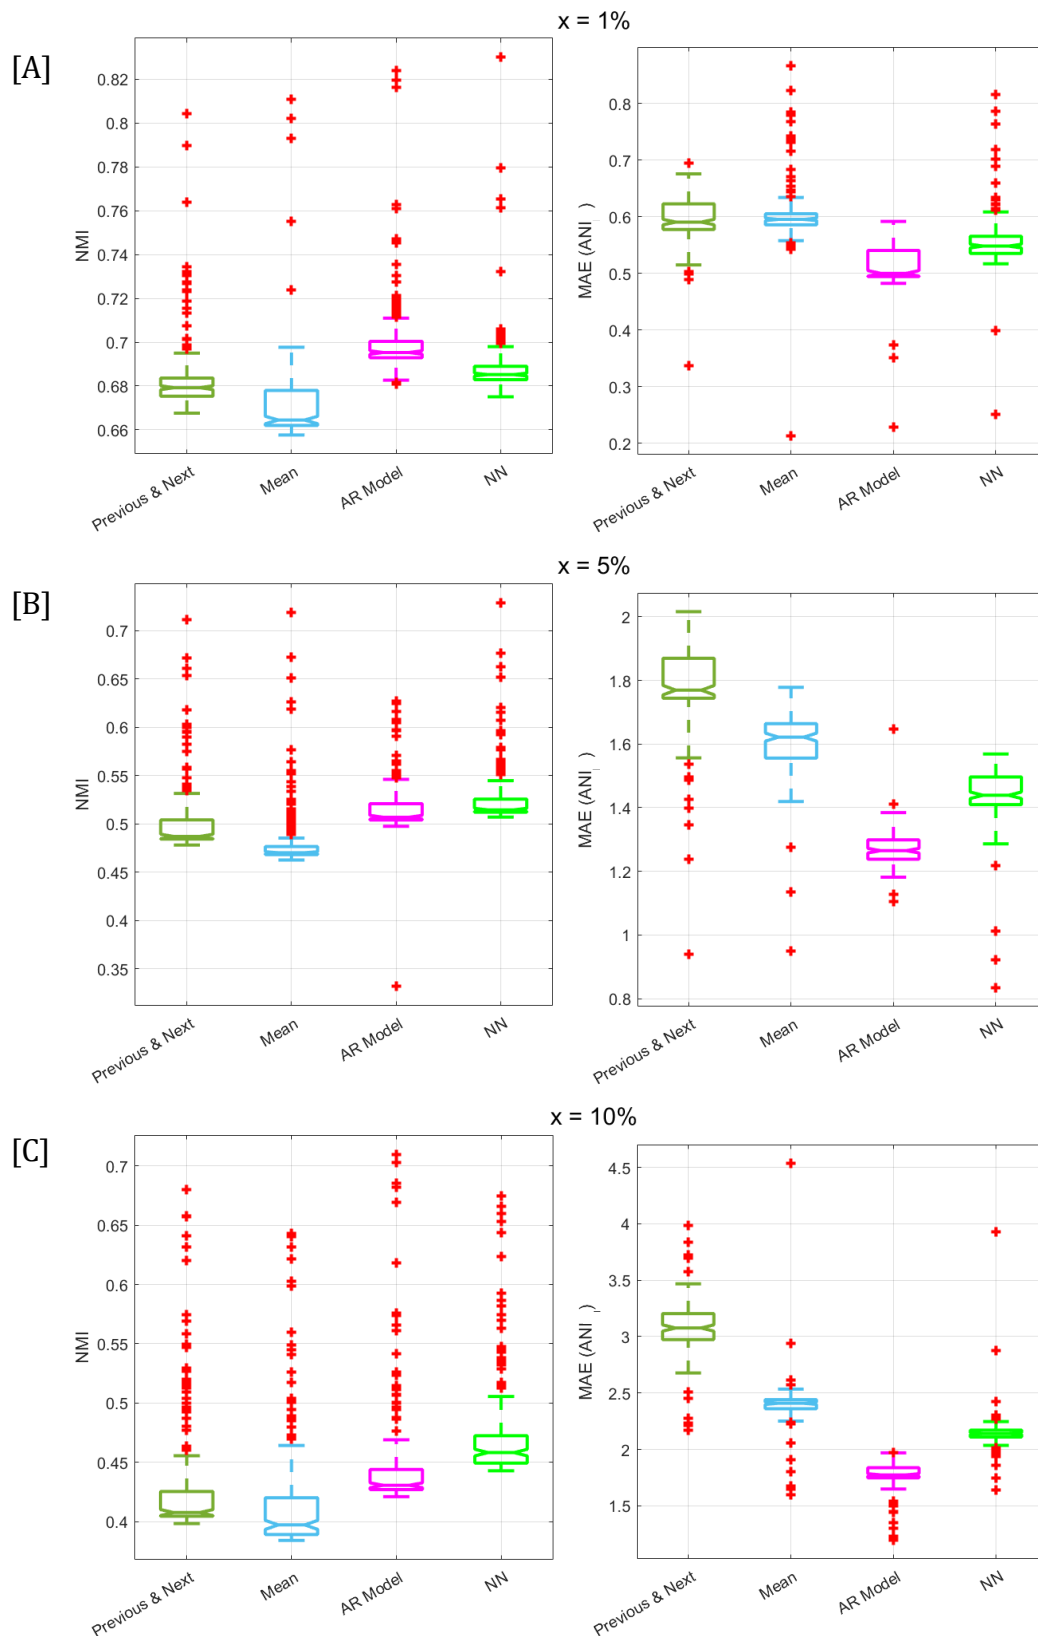 x = 1%
[A]
NMI
0.82
0.8
0.78
0.76
0.74
0.72
0.7
0.68
0.66
Previous & Next
Mean
AR Model
NN
MAE (ANI )
0.8
0.7
0.6
0.5
0.4
0.3
0.2
Previous & Next
Mean
AR Model
NN
x = 5%
[B]
NMI
0.7
0.65
0.6
0.55
0.5
0.45
0.4
0.35
Previous & Next
Mean
AR Model
NN
MAE (ANI )
2
1.8
1.6
1.4
1.2
1
0.8
Previous & Next
Mean
AR Model
NN
x = 10%
[C]
NMI
0.7
0.65
0.6
0.55
0.5
0.45
0.4
Previous & Next
Mean
AR Model
NN
MAE (ANI )
4.5
4
3.5
3
2.5
2
1.5
Previous & Next
Mean
AR Model
NN